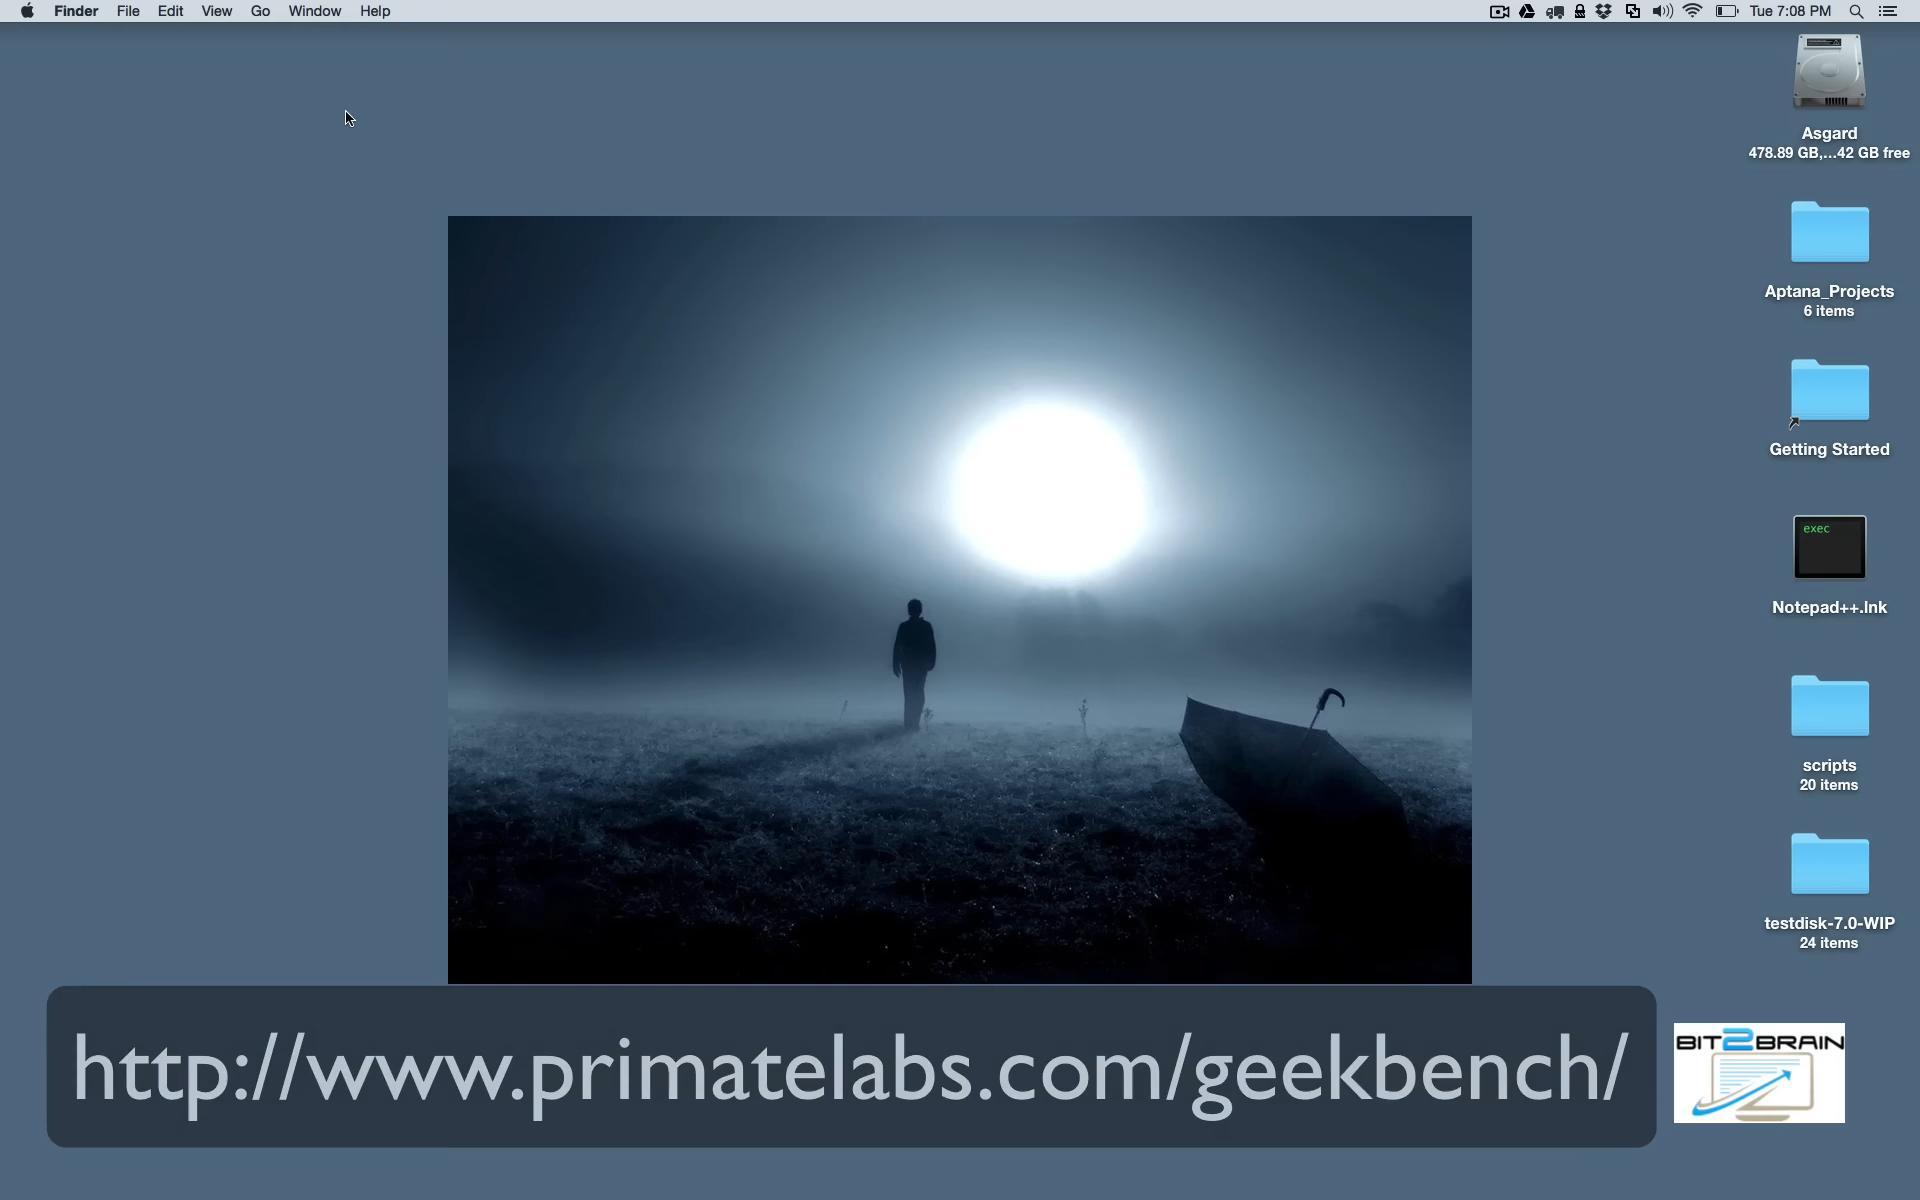 Finder File Edit View Go Window Help Tue 7:08 PM
Asgard
478.89 GB,...42 GB free
Aptana_Projects
6 items
Getting Started
exec
Notepad++.lnk
scripts
20 items
testdisk-7.0-WIP
24 items
http://www.primatelabs.com/geekbench/
BIT2BRAIN